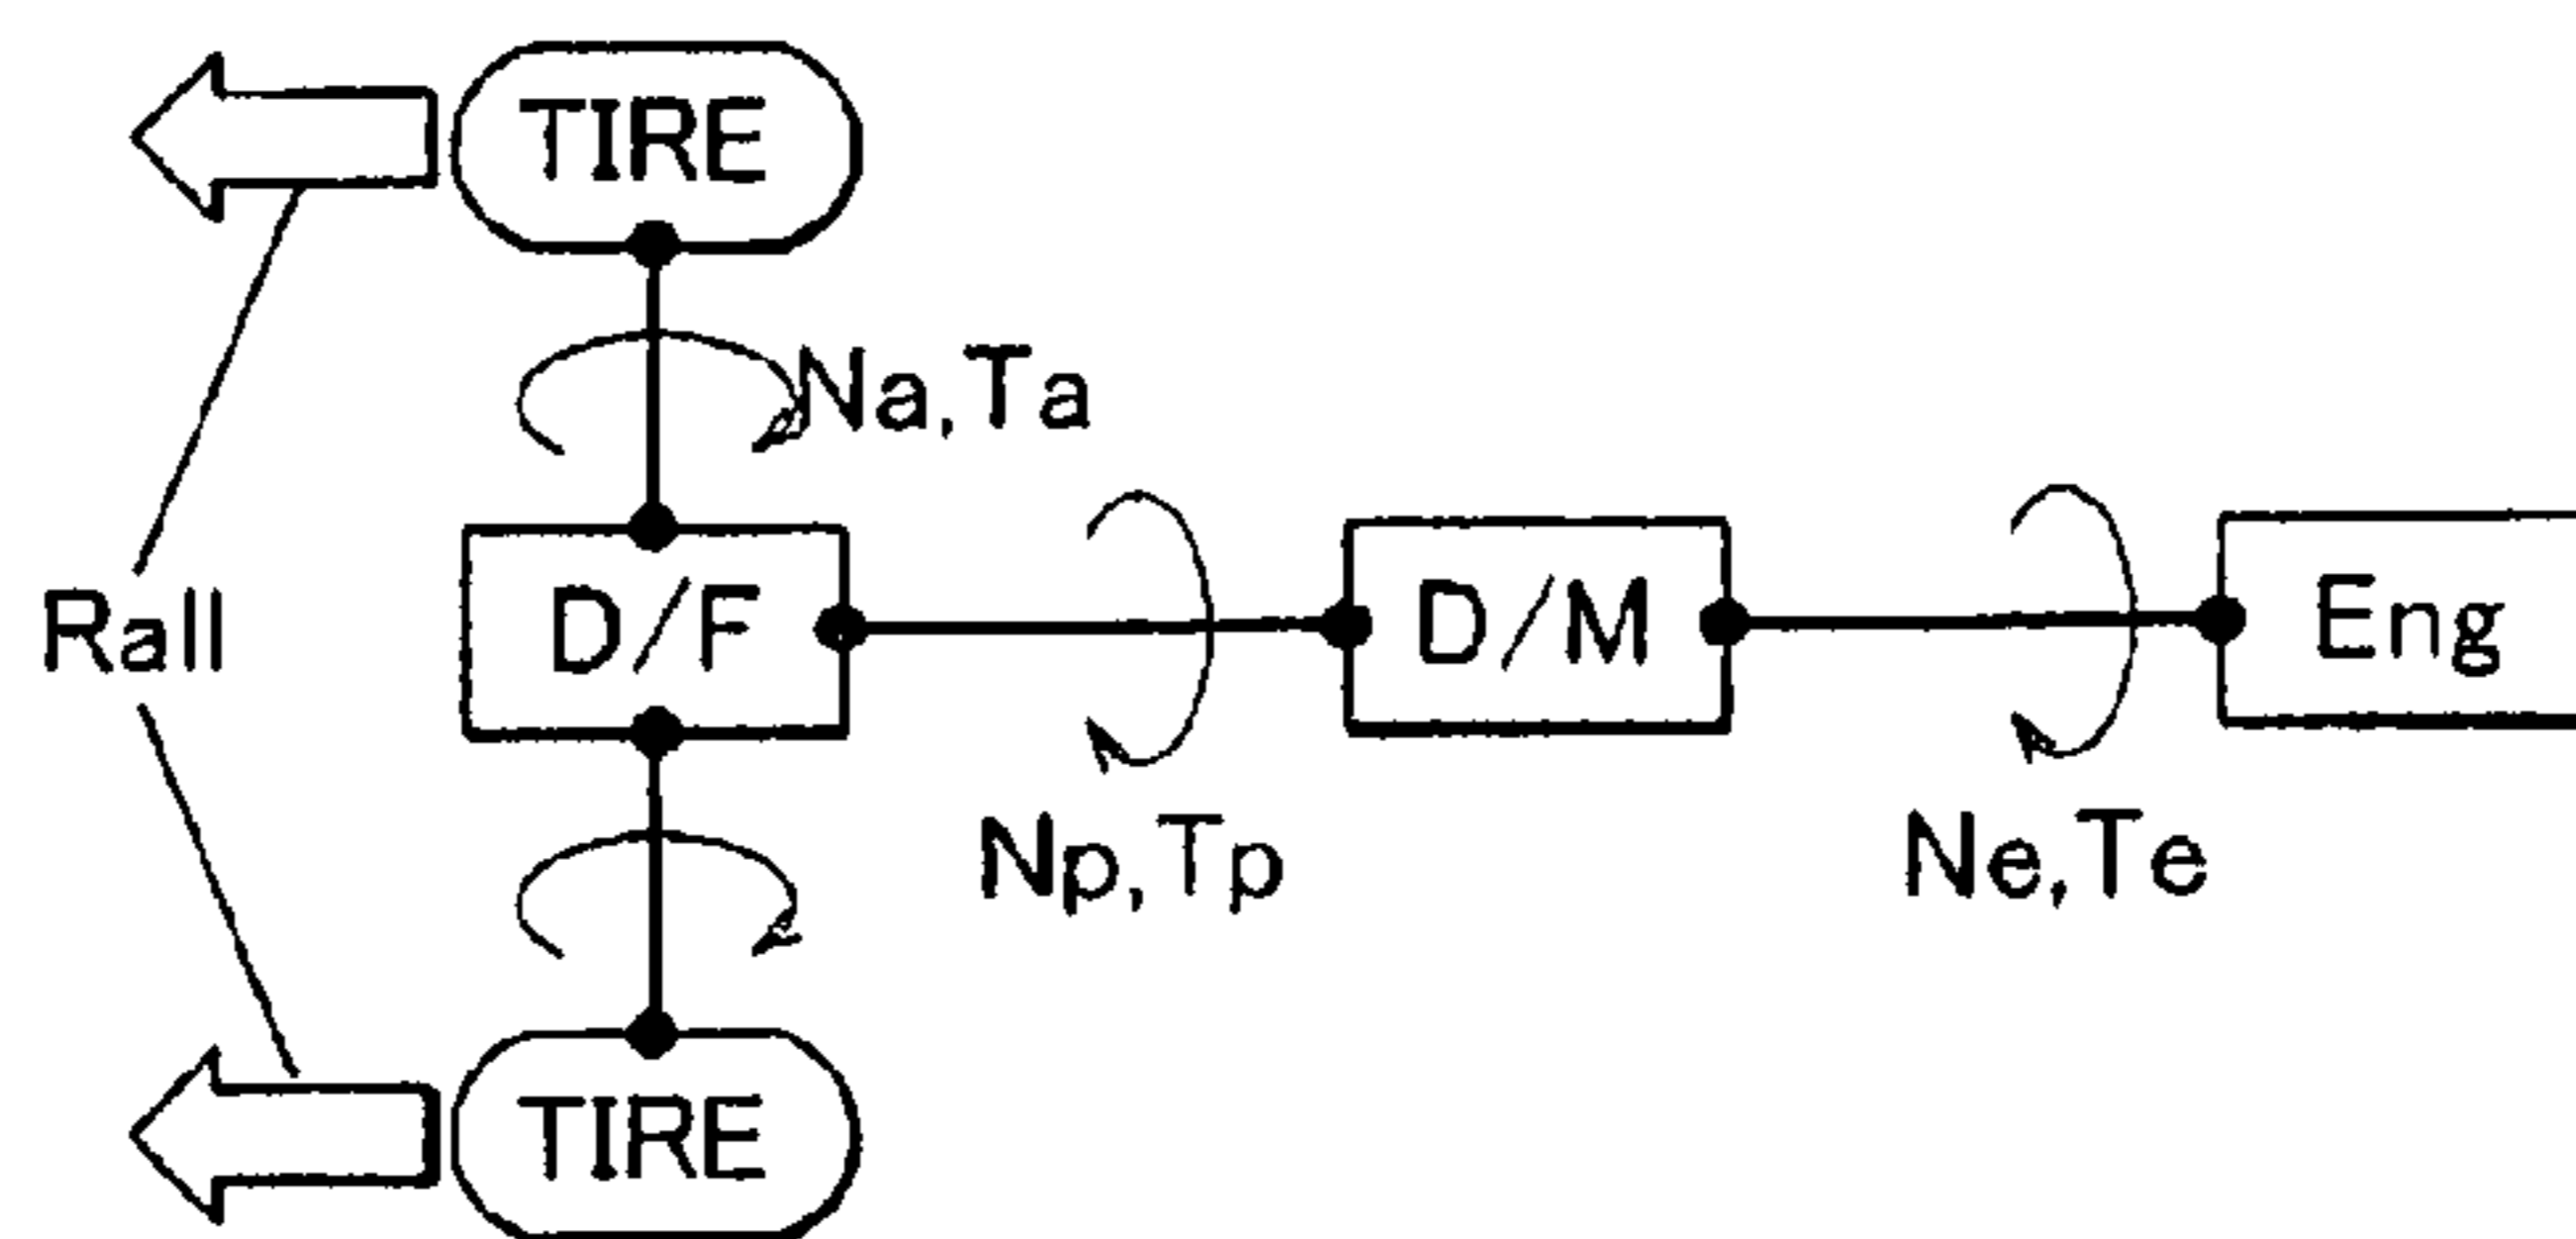 TIRE
Na,Ta
Rall
D/F
D/M
Eng
Np,Tp
Ne,Te
TIRE